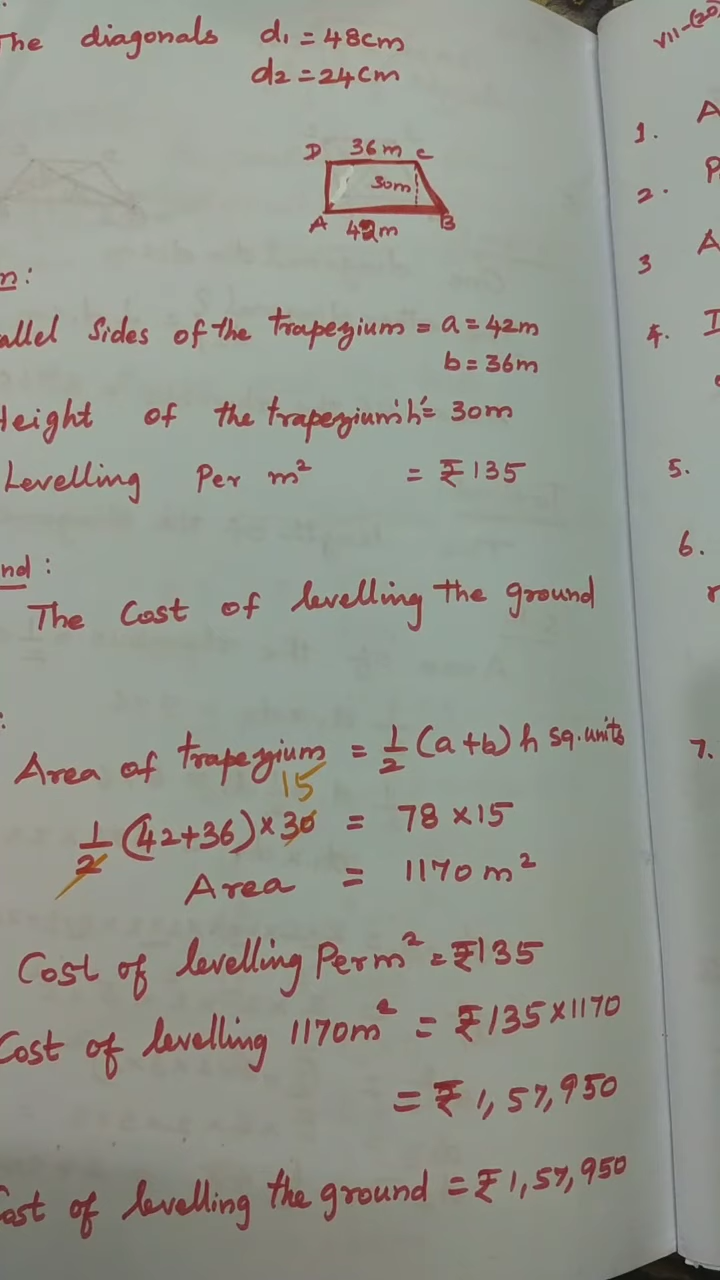 The diagonals d1 = 48cm
d2 = 24cm
D 36m C
30m
A 42m B
n:
allel sides of the trapezium = a = 42m
b = 36m
Height of the trapezium 'h' = 30m
Levelling Per m² = ₹135
nd:
The Cost of levelling the ground
Area of trapezium = 1/2 (a+b) h sq.units
15
1/2 (42+36) × 30 = 78 × 15
Area = 1170 m²
Cost of levelling Per m² = ₹135
Cost of levelling 1170m² = ₹135 × 1170
= ₹1,57,950
Cost of levelling the ground = ₹1,57,950
VII-(20)
1. A
2. P
3 A
4. I
5.
6.
7.